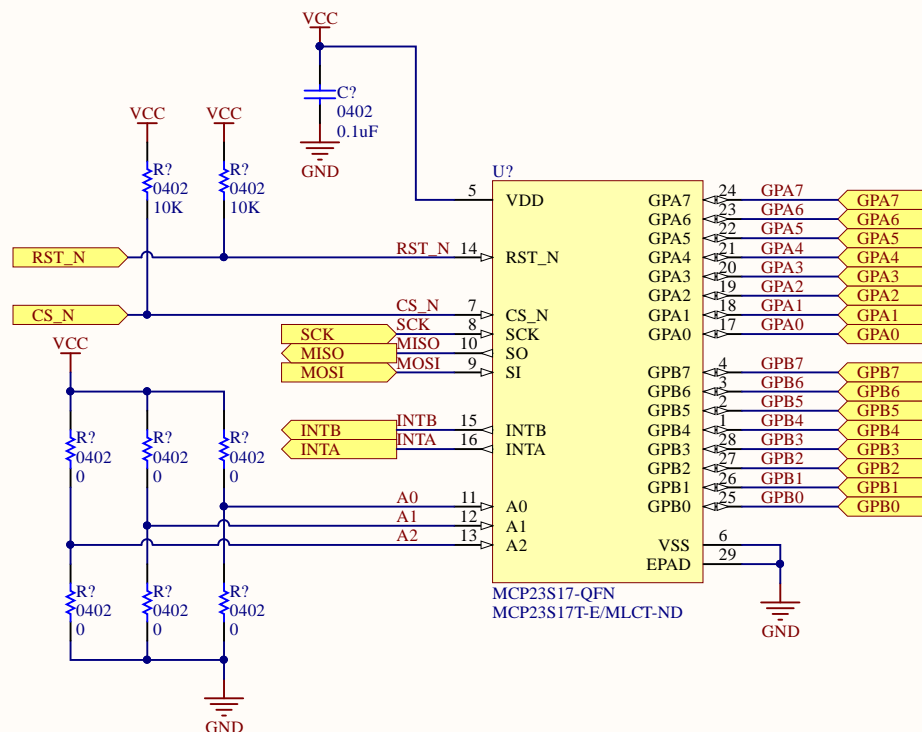 VCC
C?
0402
0.1uF
GND
VCC
VCC
R?
0402
10K
R?
0402
10K
U?
5
VDD
RST_N
RST_N
14
RST_N
CS_N
CS_N
7
CS_N
SCK
SCK
8
SCK
MISO
MISO
10
SO
MOSI
MOSI
9
SI
INTB
INTB
15
INTB
INTA
INTA
16
INTA
VCC
R?
0402
0
R?
0402
0
R?
0402
0
A0
11
A0
A1
12
A1
A2
13
A2
R?
0402
0
R?
0402
0
R?
0402
0
GND
GPA7
24
GPA7
GPA7
GPA6
23
GPA6
GPA6
GPA5
22
GPA5
GPA5
GPA4
21
GPA4
GPA4
GPA3
20
GPA3
GPA3
GPA2
19
GPA2
GPA2
GPA1
18
GPA1
GPA1
GPA0
17
GPA0
GPA0
GPB7
4
GPB7
GPB7
GPB6
3
GPB6
GPB6
GPB5
2
GPB5
GPB5
GPB4
1
GPB4
GPB4
GPB3
28
GPB3
GPB3
GPB2
27
GPB2
GPB2
GPB1
26
GPB1
GPB1
GPB0
25
GPB0
GPB0
VSS
6
EPAD
29
GND
MCP23S17-QFN
MCP23S17T-E/MLCT-ND